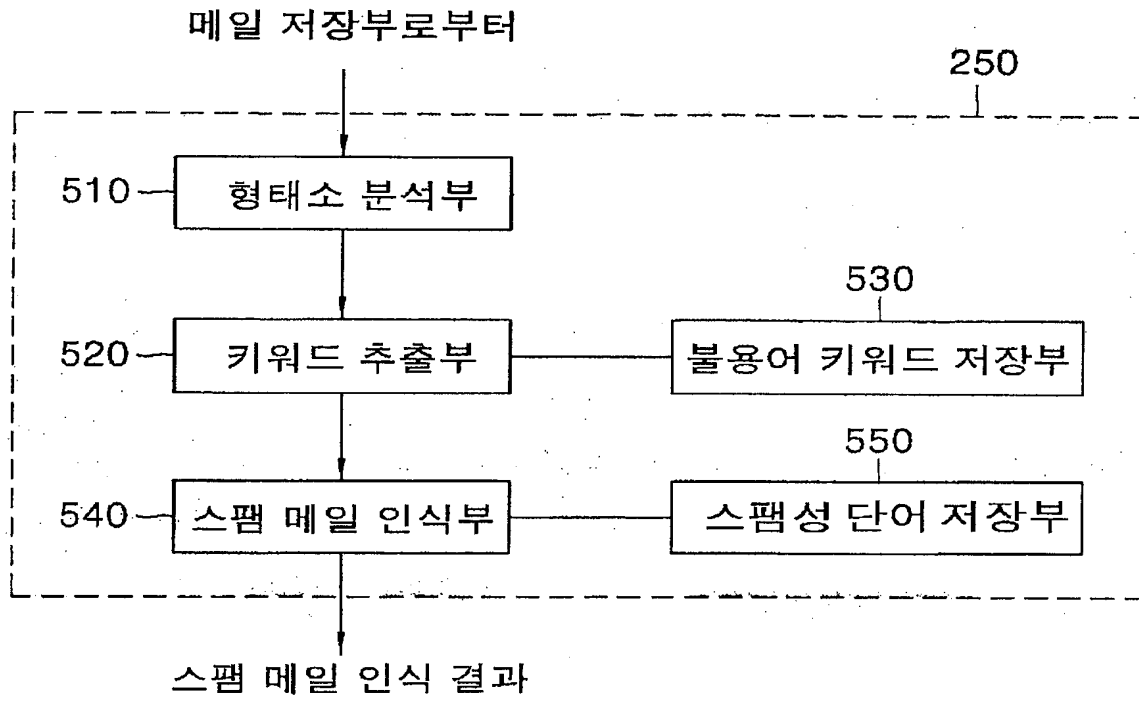 메일 저장부로부터
250
510 형태소 분석부
530
520 키워드 추출부 불용어 키워드 저장부
550
540 스팸 메일 인식부 스팸성 단어 저장부
스팸 메일 인식 결과